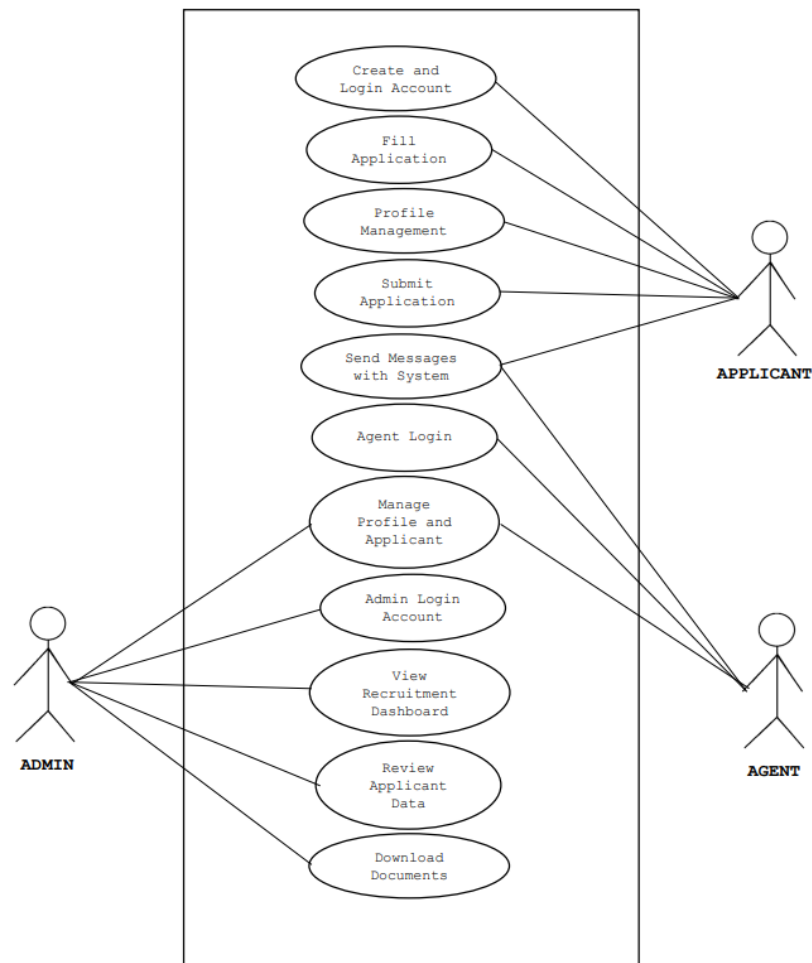 Create and
Login Account
Fill
Application
Profile
Management
Submit
Application
APPLICANT
Send Messages
with System
Agent Login
Manage
Profile and
Applicant
Admin Login
Account
View
Recruitment
Dashboard
ADMIN
AGENT
Review
Applicant
Data
Download
Documents